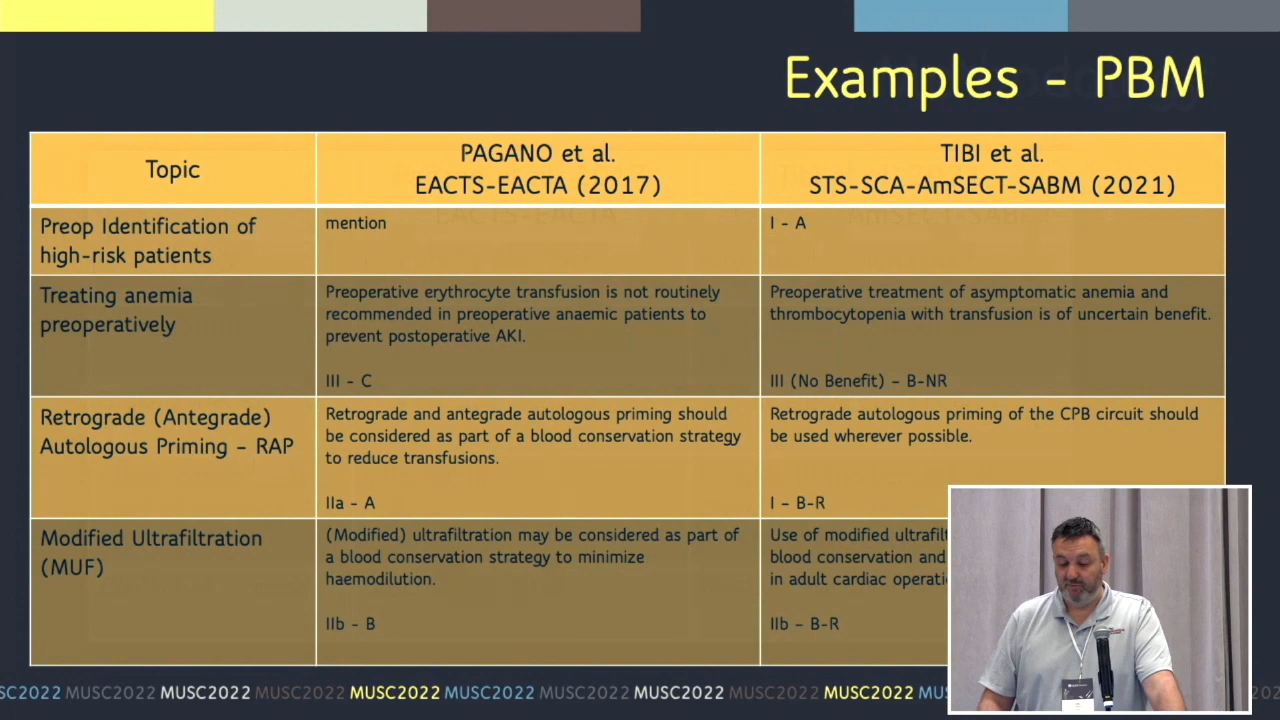 Examples - PBM
Topic
PAGANO et al.
EACTS-EACTA (2017)
TIBI et al.
STS-SCA-AmSECT-SABM (2021)
Preop Identification of
high-risk patients
mention
I - A
Treating anemia
preoperatively
Preoperative erythrocyte transfusion is not routinely
recommended in preoperative anaemic patients to
prevent postoperative AKI.
III - C
Preoperative treatment of asymptomatic anemia and
thrombocytopenia with transfusion is of uncertain benefit.
III (No Benefit) – B-NR
Retrograde (Antegrade)
Autologous Priming – RAP
Retrograde and antegrade autologous priming should
be considered as part of a blood conservation strategy
to reduce transfusions.
IIa - A
Retrograde autologous priming of the CPB circuit should
be used wherever possible.
I – B-R
Modified Ultrafiltration
(MUF)
(Modified) ultrafiltration may be considered as part of
a blood conservation strategy to minimize
haemodilution.
IIb - B
Use of modified
blood conservation and
in adult cardiac
IIb – B-R
SC2022 MUSC2022 MUSC2022 MUSC2022 MUSC2022 MUSC2022 MUSC2022 MUSC2022 MUSC2022 MUSC2022 MU